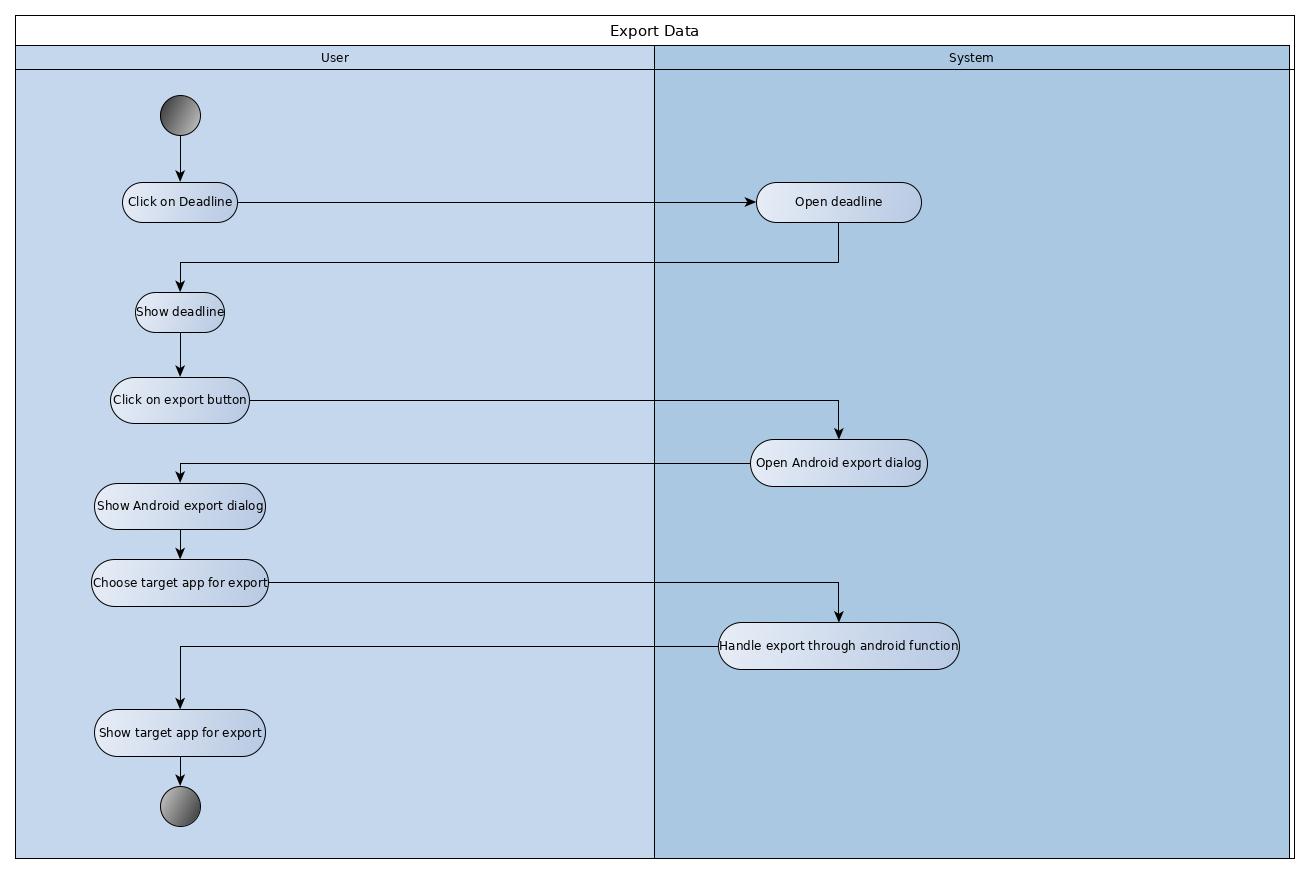 Export Data
User
System
Click on Deadline
Open deadline
Show deadline
Click on export button
Open Android export dialog
Show Android export dialog
Choose target app for export
Handle export through android function
Show target app for export